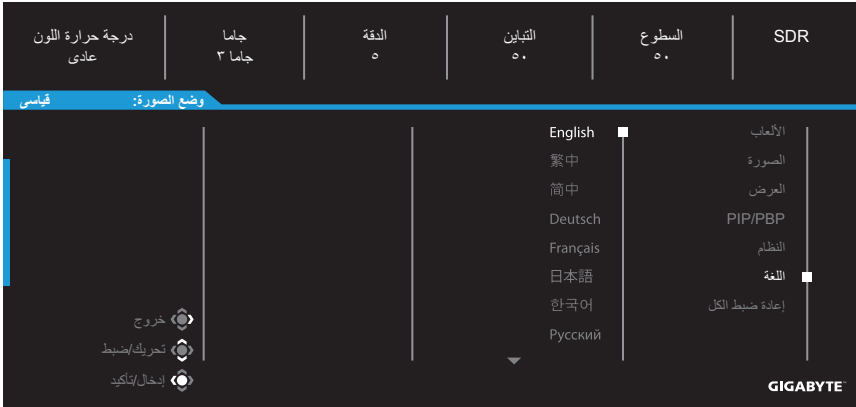 SDR
السطوع
٥٠
التباين
٥٠
الدقة
٥
جاما
جاما ٣
درجة حرارة اللون
عادى
وضع الصورة: قياسى
الألعاب
الصورة
العرض
PIP/PBP
النظام
اللغة
إعادة ضبط الكل
English
繁中
简中
Deutsch
Français
日本語
한국어
Русский
خروج
تحريك/ضبط
إدخال/تأكيد
GIGABYTE